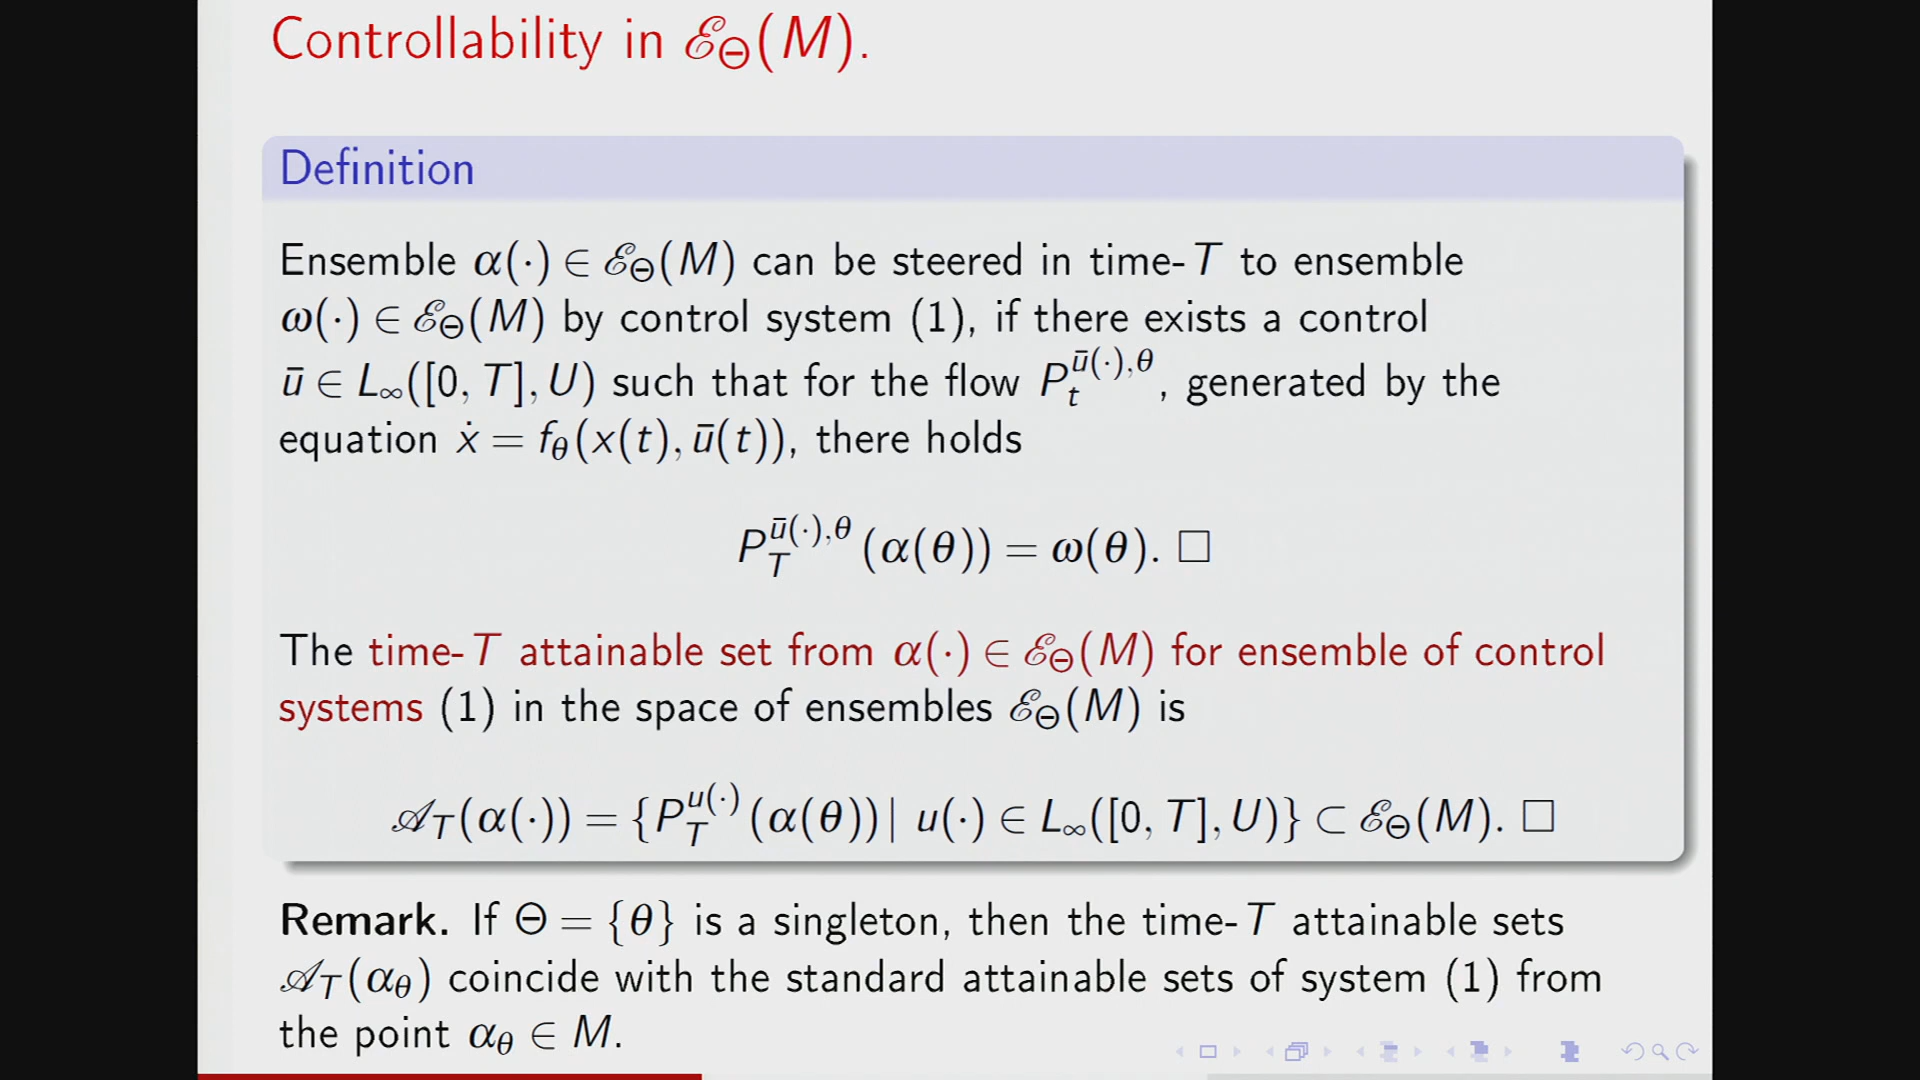 Controllability in ℰ_Θ(M).
Definition
Ensemble α(·) ∈ ℰ_Θ(M) can be steered in time-T to ensemble
ω(·) ∈ ℰ_Θ(M) by control system (1), if there exists a control
ū ∈ L_∞([0, T], U) such that for the flow P_t^{ū(·),θ}, generated by the
equation ẋ = f_θ(x(t), ū(t)), there holds
P_T^{ū(·),θ}(α(θ)) = ω(θ). □
The time-T attainable set from α(·) ∈ ℰ_Θ(M) for ensemble of control
systems (1) in the space of ensembles ℰ_Θ(M) is
𝒜_T(α(·)) = {P_T^{u(·)}(α(θ)) | u(·) ∈ L_∞([0, T], U)} ⊂ ℰ_Θ(M). □
Remark. If Θ = {θ} is a singleton, then the time-T attainable sets
𝒜_T(α_θ) coincide with the standard attainable sets of system (1) from
the point α_θ ∈ M.